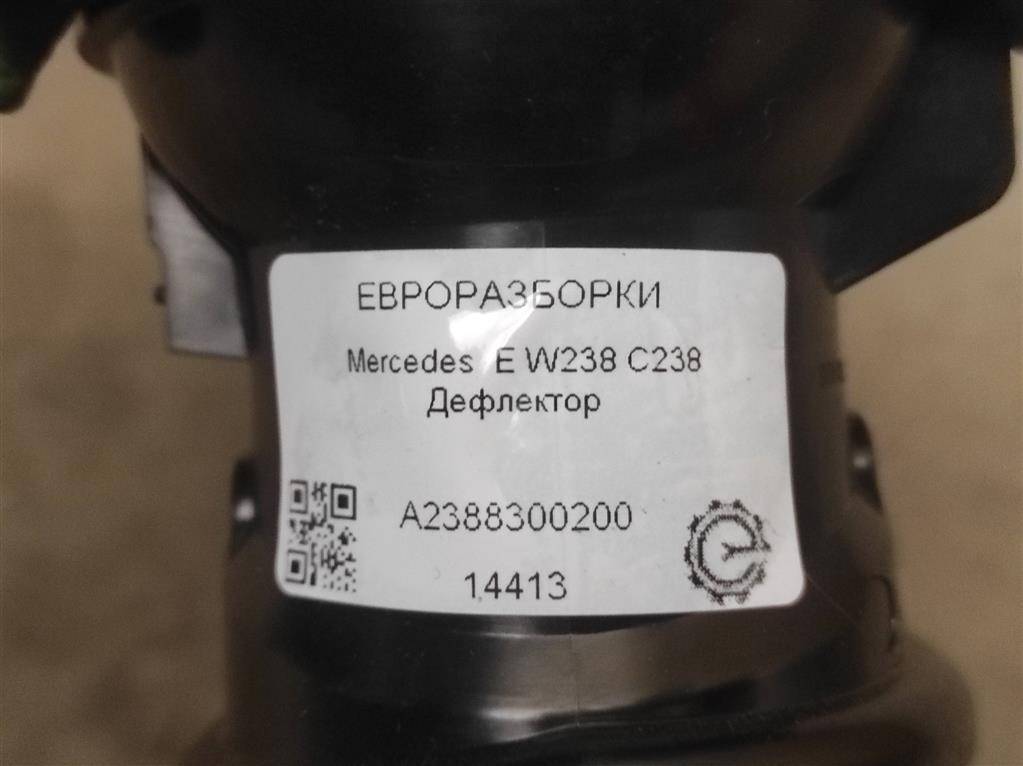 ЕВРОРАЗБОРКИ
Mercedes E W238 C238
Дефлектор
A2388300200
14413